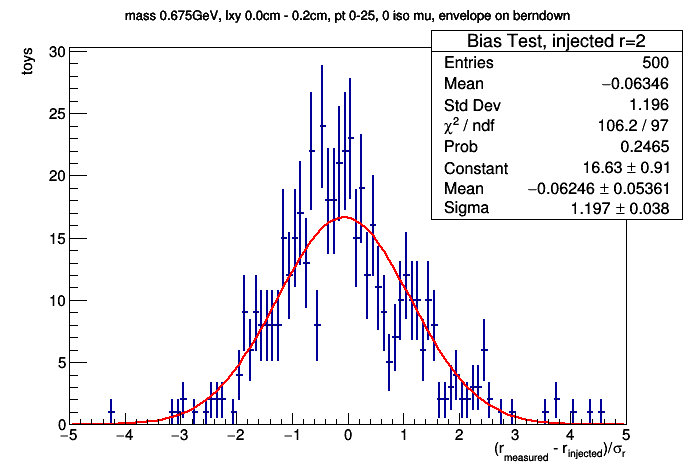 mass 0.675GeV, lxy 0.0cm - 0.2cm, pt 0-25, 0 iso mu, envelope on berndown
Bias Test, injected r=2
Entries 500
Mean −0.06346
Std Dev 1.196
χ² / ndf 106.2 / 97
Prob 0.2465
Constant 16.63 ± 0.91
Mean −0.06246 ± 0.05361
Sigma 1.197 ± 0.038
toys
30
25
20
15
10
5
0
−5 −4 −3 −2 −1 0 1 2 3 4 5
(r_measured - r_injected)/σ_r